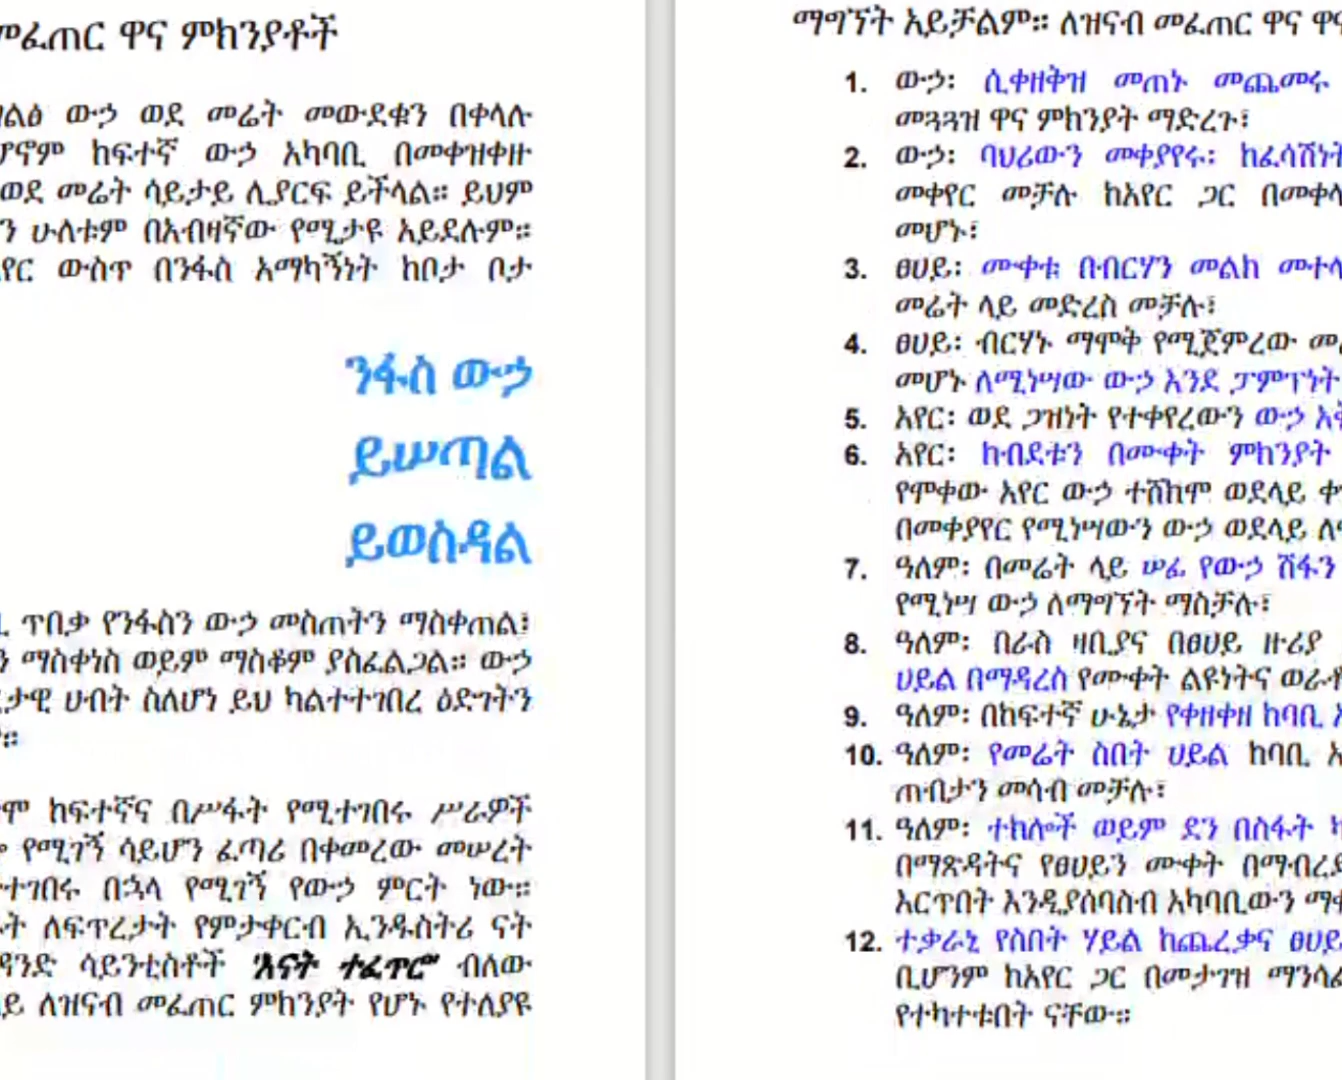 መፈጠር ዋና ምክንያቶች
ውኃ ወደ መሬት መውደቁን በቀላሉ
ከፍተኛ ውኃ አካባቢ በመቀዝቀዙ
ወደ መሬት ሳይታይ ሊያርፍ ይችላል። ይህም
ን ሁለቱም በአብዛኛው የሚታዩ አይደሉም።
የር ውስጥ በንፋስ አማካኝነት ከቦታ ቦታ
ንፋስ ውኃ
ይሠጣል
ይወስዳል
ጥበቃ የንፋስን ውኃ መስጠትን ማስቀጠል፤
ን ማስቀነስ ወይም ማስቆም ያስፈልጋል። ውኃ
ታዊ ሀብት ስለሆነ ይህ ካልተተገበረ ዕድገትን
።
ሞ ከፍተኛና በሥፋት የሚተገበሩ ሥራዎች
የሚገኝ ሳይሆን ፈጣሪ በቀመረው መሠረት
ተገበሩ በኋላ የሚገኝ የውኃ ምርት ነው።
ት ለፍጥረታት የምታቀርብ ኢንዱስትሪ ናት
ዳንድ ሳይንቲስቶች 'እናት ተፈጥሮ' ብለው
ይ ለዝናብ መፈጠር ምክንያት የሆኑ የተለያዩ
ማግኘት አይቻልም። ለዝናብ መፈጠር ዋና
1. ውኃ፡ ሲቀዘቅዝ መጠኑ መጨመሩ
መጓጓዝ ዋና ምክንያት ማድረጉ፤
2. ውኃ፡ ባህሪውን መቀያየሩ፡ ከፈሳሽነት
መቀየር መቻሉ ከአየር ጋር በመቀላ
መሆኑ፤
3. ፀሀይ፡ ሙቀቱ በብርሃን መልክ መተላ
መሬት ላይ መድረስ መቻሉ፤
4. ፀሀይ፡ ብርሃኑ ማሞቅ የሚጀምረው
መሆኑ ለሚነሣው ውኃ እንደ ፓምፕነት
5. አየር፡ ወደ ጋዝነት የተቀየረውን ውኃ
6. አየር፡ ክብደቱን በሙቀት ምክንያት
የሞቀው አየር ውኃ ተሸክሞ ወደላይ
በመቀያየር የሚነሣውን ውኃ ወደላይ
7. ዓለም፡ በመሬት ላይ ሠፊ የውኃ ሽፋን
የሚነሣ ውኃ ለማግኘት ማስቻሉ፤
8. ዓለም፡ በራስ ዛቢያና በፀሀይ ዙሪያ
ሀይል በማዳረስ የሙቀት ልዩነትና
9. ዓለም፡ በከፍተኛ ሁኔታ የቀዘቀዘ ከባቢ
10. ዓለም፡ የመሬት ስበት ሀይል ከባቢ
ጠብታን መሳብ መቻሉ፤
11. ዓለም፡ ተክሎች ወይም ደን በስፋት
በማጽዳትና የፀሀይን ሙቀት በማብረድ
እርጥበት እንዲያሰባስብ አካባቢውን
12. ተቃራኒ የስበት ሃይል ከጨረቃና ፀሀይ
ቢሆንም ከአየር ጋር በመታገዝ
የተካተቱበት ናቸው።